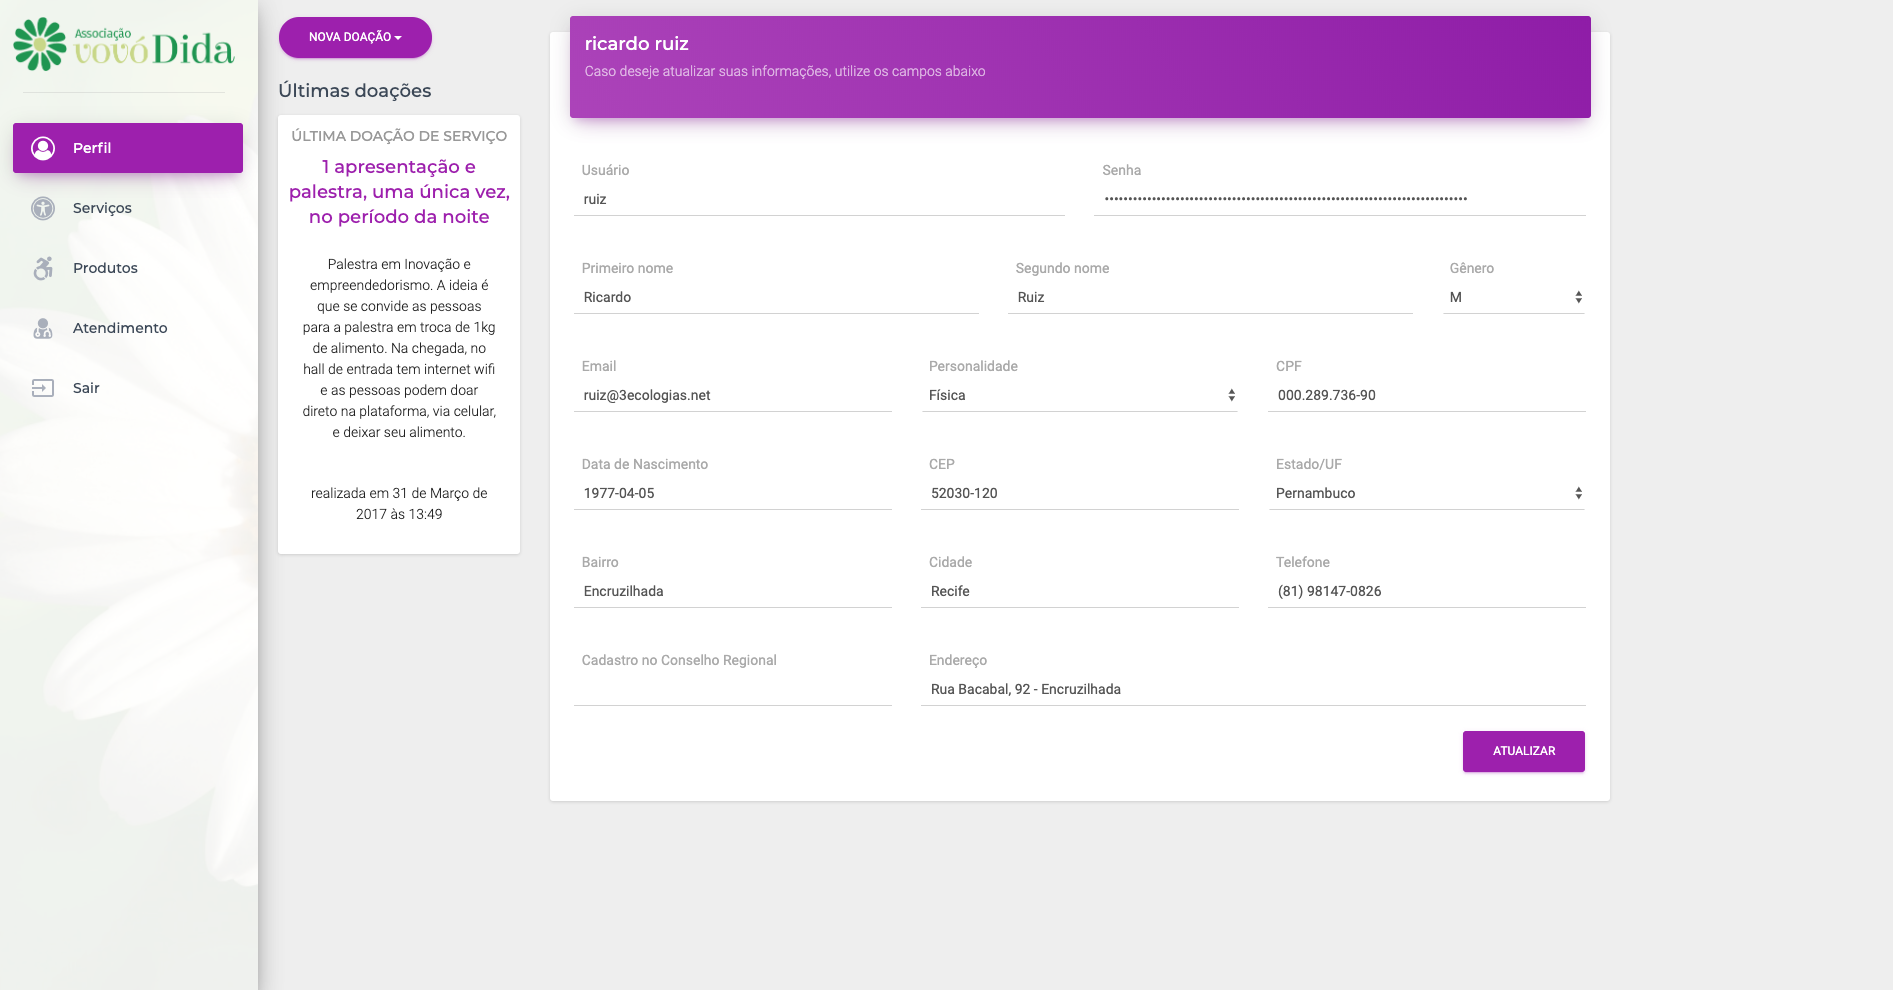 Associação
vovó Dida
Perfil
Serviços
Produtos
Atendimento
Sair
NOVA DOAÇÃO
Últimas doações
ÚLTIMA DOAÇÃO DE SERVIÇO
1 apresentação e
palestra, uma única vez,
no período da noite
Palestra em Inovação e
empreendedorismo. A ideia é
que se convide as pessoas
para a palestra em troca de 1kg
de alimento. Na chegada, no
hall de entrada tem internet wifi
e as pessoas podem doar
direto na plataforma, via celular,
e deixar seu alimento.
realizada em 31 de Março de
2017 às 13:49
ricardo ruiz
Caso deseje atualizar suas informações, utilize os campos abaixo
Usuário Senha
ruiz
Primeiro nome Segundo nome Gênero
Ricardo Ruiz M
Email Personalidade CPF
ruiz@3ecologias.net Física 000.289.736-90
Data de Nascimento CEP Estado/UF
1977-04-05 52030-120 Pernambuco
Bairro Cidade Telefone
Encruzilhada Recife (81) 98147-0826
Cadastro no Conselho Regional Endereço
Rua Bacabal, 92 - Encruzilhada
ATUALIZAR